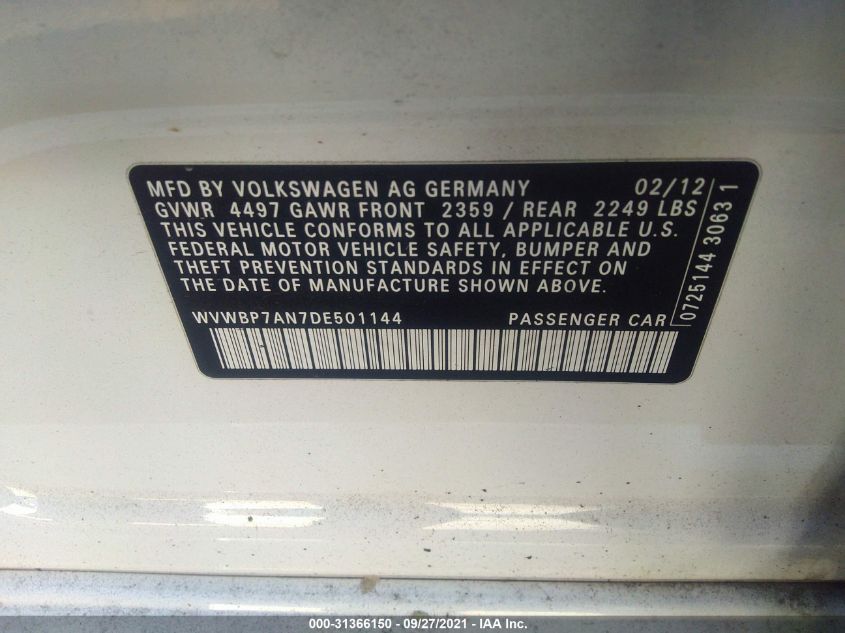 MFD BY VOLKSWAGEN AG GERMANY 02/12
GVWR 4497 GAWR FRONT 2359 / REAR 2249 LBS
THIS VEHICLE CONFORMS TO ALL APPLICABLE U.S.
FEDERAL MOTOR VEHICLE SAFETY, BUMPER AND
THEFT PREVENTION STANDARDS IN EFFECT ON
THE DATE OF MANUFACTURE SHOWN ABOVE.
WVWBP7AN7DE501144 PASSENGER CAR
0725144 30631
000-31366150 - 09/27/2021 - IAA Inc.